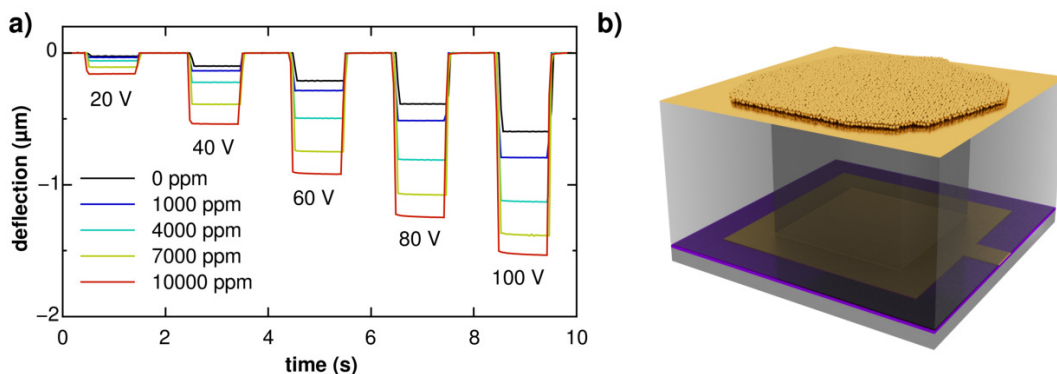 a)
b)
deflection (µm)
0
−1
−2
20 V
40 V
60 V
80 V
100 V
0 ppm
1000 ppm
4000 ppm
7000 ppm
10000 ppm
0 2 4 6 8 10
time (s)